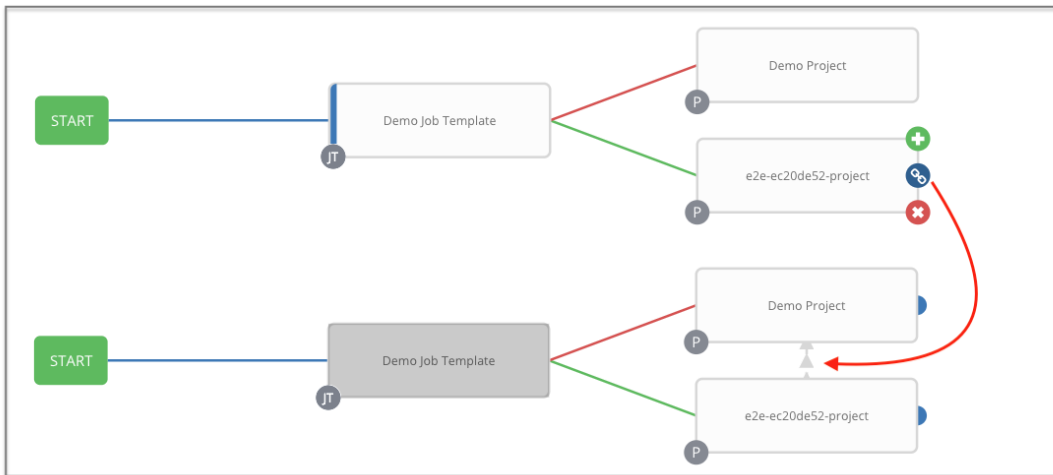 START
Demo Job Template
JT
Demo Project
P
e2e-ec20de52-project
P
START
Demo Job Template
JT
Demo Project
P
e2e-ec20de52-project
P